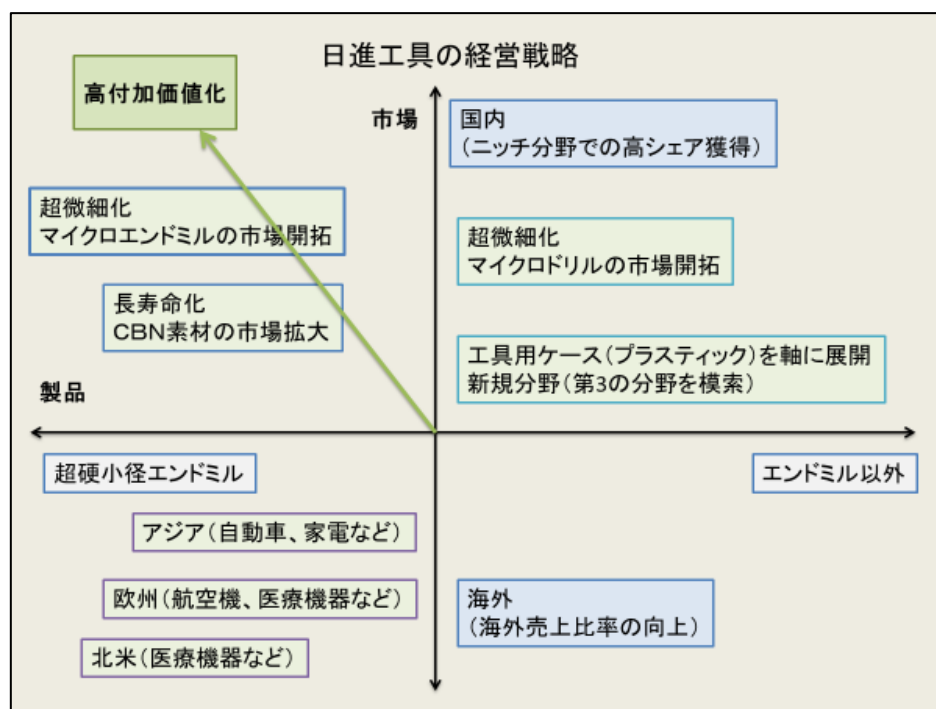 日進工具の経営戦略
高付加価値化
市場
国内
(ニッチ分野での高シェア獲得)
超微細化
マイクロエンドミルの市場開拓
超微細化
マイクロドリルの市場開拓
長寿命化
CBN素材の市場拡大
工具用ケース(プラスティック)を軸に展開
新規分野(第3の分野を模索)
製品
超硬小径エンドミル
エンドミル以外
アジア(自動車、家電など)
欧州(航空機、医療機器など)
北米(医療機器など)
海外
(海外売上比率の向上)